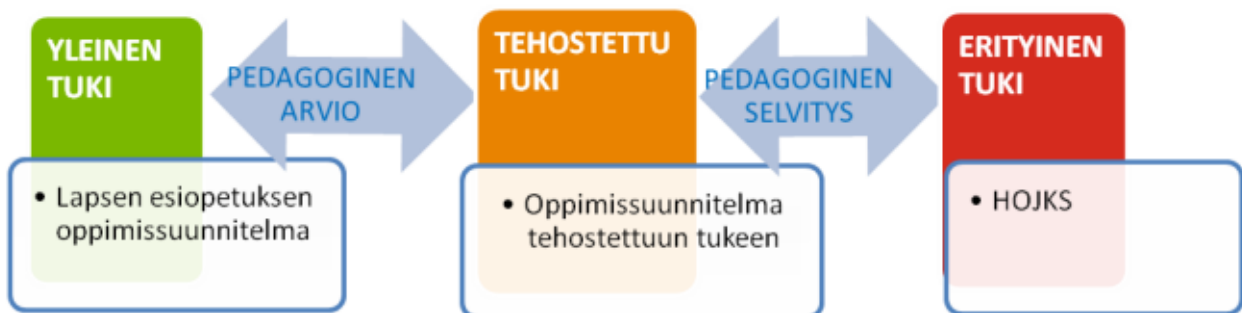 YLEINEN
TUKI
PEDAGOGINEN
ARVIO
TEHOSTETTU
TUKI
PEDAGOGINEN
SELVITYS
ERITYINEN
TUKI
• Lapsen esiopetuksen
oppimissuunnitelma
• Oppimissuunnitelma
tehostettuun tukeen
• HOJKS